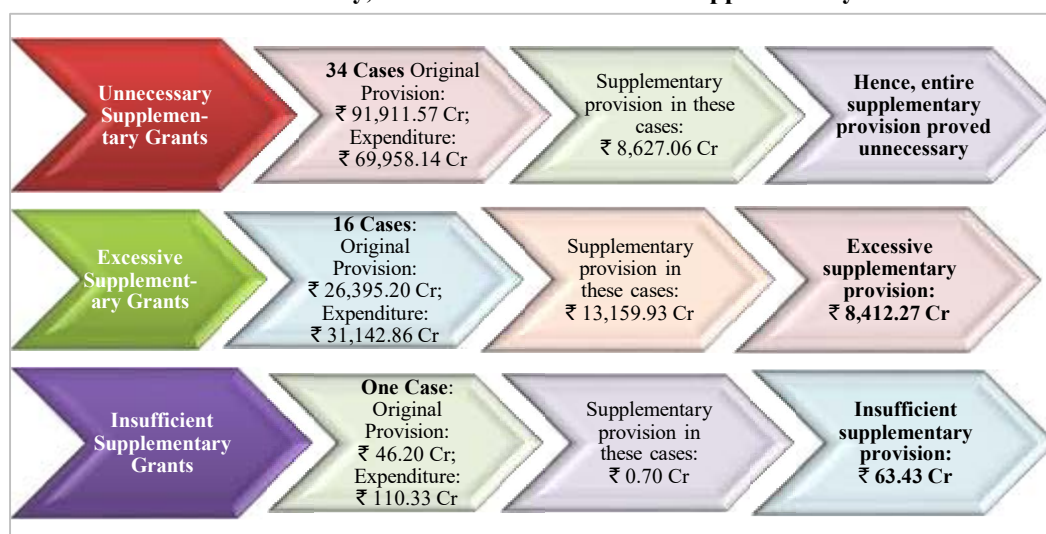 Unnecessary
Supplemen-
tary Grants
34 Cases Original
Provision:
₹ 91,911.57 Cr;
Expenditure:
₹ 69,958.14 Cr
Supplementary
provision in these
cases:
₹ 8,627.06 Cr
Hence, entire
supplementary
provision proved
unnecessary
Excessive
Supplement-
ary Grants
16 Cases:
Original
Provision:
₹ 26,395.20 Cr;
Expenditure:
₹ 31,142.86 Cr
Supplementary
provision in
these cases:
₹ 13,159.93 Cr
Excessive
supplementary
provision:
₹ 8,412.27 Cr
Insufficient
Supplementary
Grants
One Case:
Original
Provision:
₹ 46.20 Cr;
Expenditure:
₹ 110.33 Cr
Supplementary
provision in
these cases:
₹ 0.70 Cr
Insufficient
supplementary
provision:
₹ 63.43 Cr